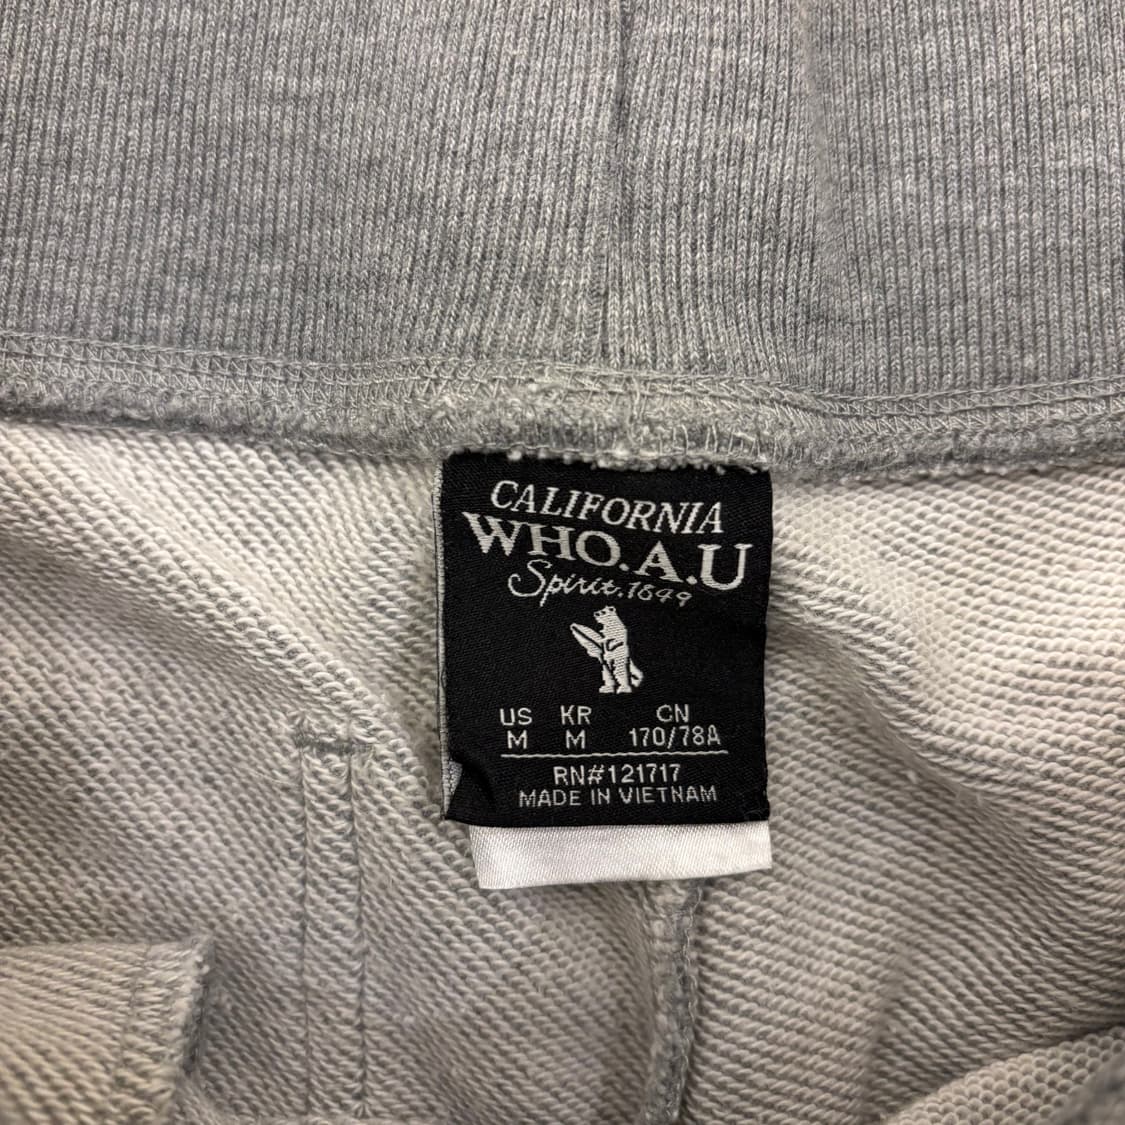 CALIFORNIA
WHO.A.U
Spirit.1849
US KR CN
M M 170/78A
RN#121717
MADE IN VIETNAM